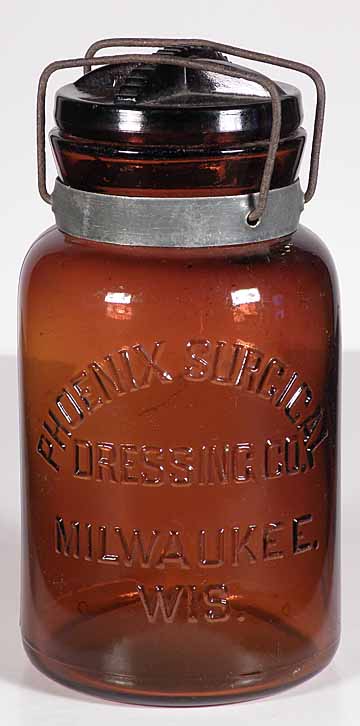 PHOENIX SURGICAL
DRESSING CO.
MILWAUKEE.
WIS.